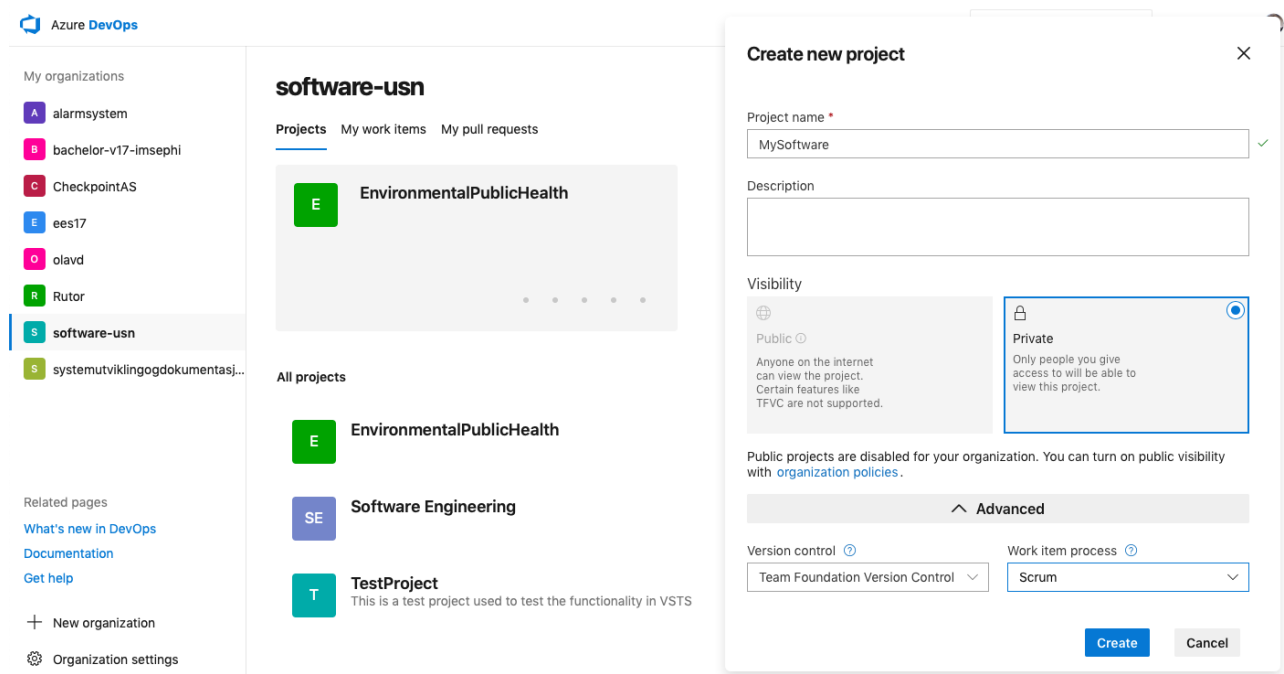 Azure DevOps
My organizations
A alarmsystem
B bachelor-v17-imsephi
C CheckpointAS
E ees17
O olavd
R Rutor
S software-usn
S systemutviklingogdokumentasj...
Related pages
What's new in DevOps
Documentation
Get help
New organization
Organization settings
software-usn
Projects My work items My pull requests
E EnvironmentalPublicHealth
All projects
E EnvironmentalPublicHealth
SE Software Engineering
T TestProject
This is a test project used to test the functionality in VSTS
Create new project
Project name *
MySoftware
Description
Visibility
Public
Anyone on the internet
can view the project.
Certain features like
TFVC are not supported.
Private
Only people you give
access to will be able to
view this project.
Public projects are disabled for your organization. You can turn on public visibility
with organization policies.
Advanced
Version control ?
Team Foundation Version Control
Work item process ?
Scrum
Create Cancel